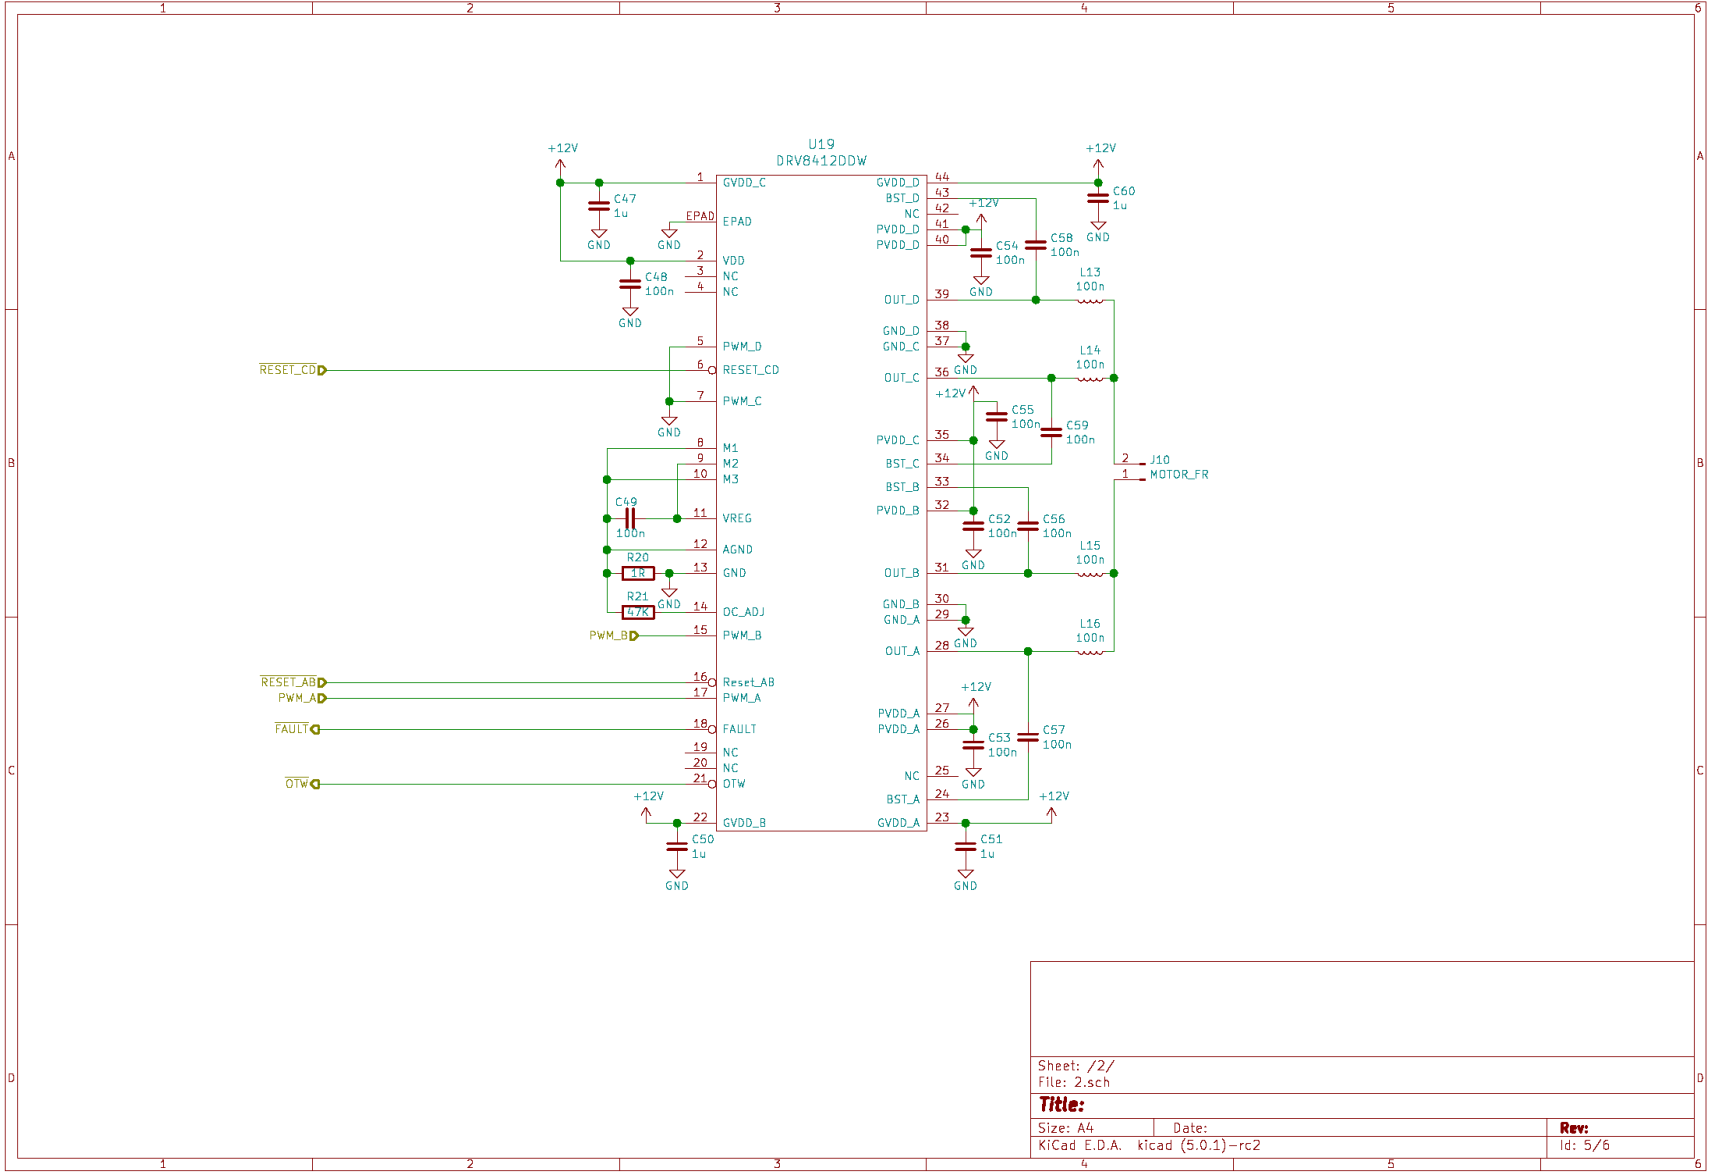 1 2 3 4 5 6
A A
B B
C C
D D
1 2 3 4 5 6
U19
DRV8412DDW
+12V
C47
1u
GND
GND
C48
100n
GND
RESET_CD
GND
C49
100n
R20
1R
GND
R21
47K
PWM_B
RESET_AB
PWM_A
FAULT
OTW
+12V
C50
1u
GND
1 GVDD_C
EPAD EPAD
2 VDD
3 NC
4 NC
5 PWM_D
6 RESET_CD
7 PWM_C
8 M1
9 M2
10 M3
11 VREG
12 AGND
13 GND
14 OC_ADJ
15 PWM_B
16 Reset_AB
17 PWM_A
18 FAULT
19 NC
20 NC
21 OTW
22 GVDD_B
GVDD_D 44
BST_D 43
NC 42
PVDD_D 41
PVDD_D 40
OUT_D 39
GND_D 38
GND_C 37
OUT_C 36
PVDD_C 35
BST_C 34
BST_B 33
PVDD_B 32
OUT_B 31
GND_B 30
GND_A 29
OUT_A 28
PVDD_A 27
PVDD_A 26
NC 25
BST_A 24
GVDD_A 23
+12V
C60
1u
GND
+12V
C54
100n
GND
C58
100n
L13
100n
GND
L14
100n
+12V
C55
100n
GND
C59
100n
2 J10
1 MOTOR_FR
C52
100n
GND
C56
100n
L15
100n
GND
L16
100n
+12V
C53
100n
GND
C57
100n
+12V
C51
1u
GND
Sheet: /2/
File: 2.sch
Title:
Size: A4 Date: Rev:
KiCad E.D.A. kicad (5.0.1)-rc2 Id: 5/6